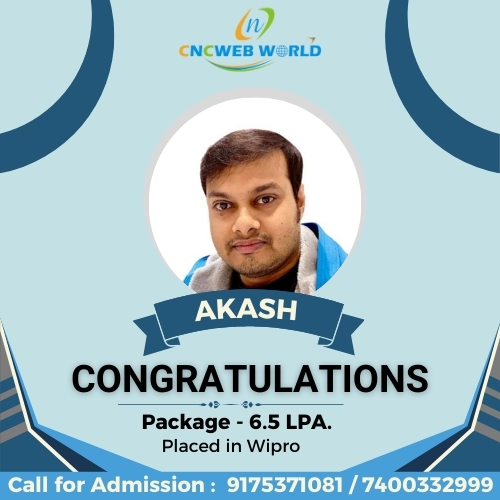 n
CNCWEB WORLD
AKASH
CONGRATULATIONS
Package - 6.5 LPA.
Placed in Wipro
Call for Admission : 9175371081 / 7400332999